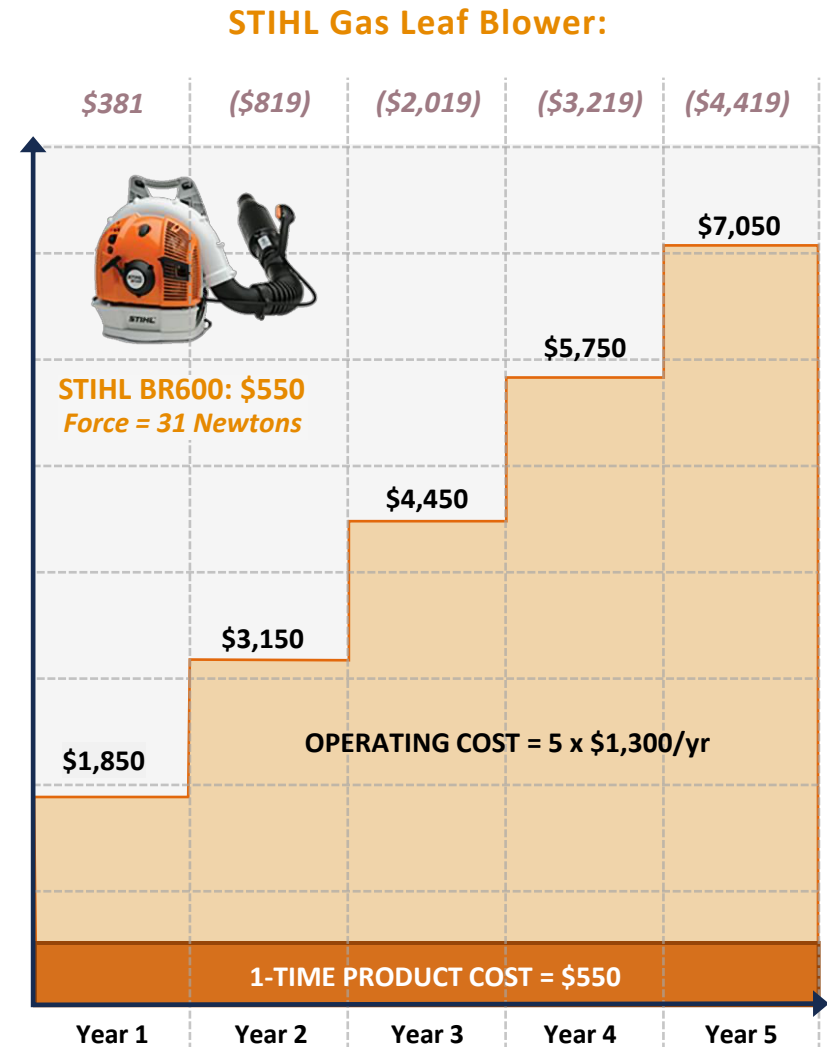 STIHL Gas Leaf Blower:
$381 ($819) ($2,019) ($3,219) ($4,419)
$7,050
STIHL
$5,750
STIHL BR600: $550
Force = 31 Newtons
$4,450
$3,150
OPERATING COST = 5 x $1,300/yr
$1,850
1-TIME PRODUCT COST = $550
Year 1 Year 2 Year 3 Year 4 Year 5